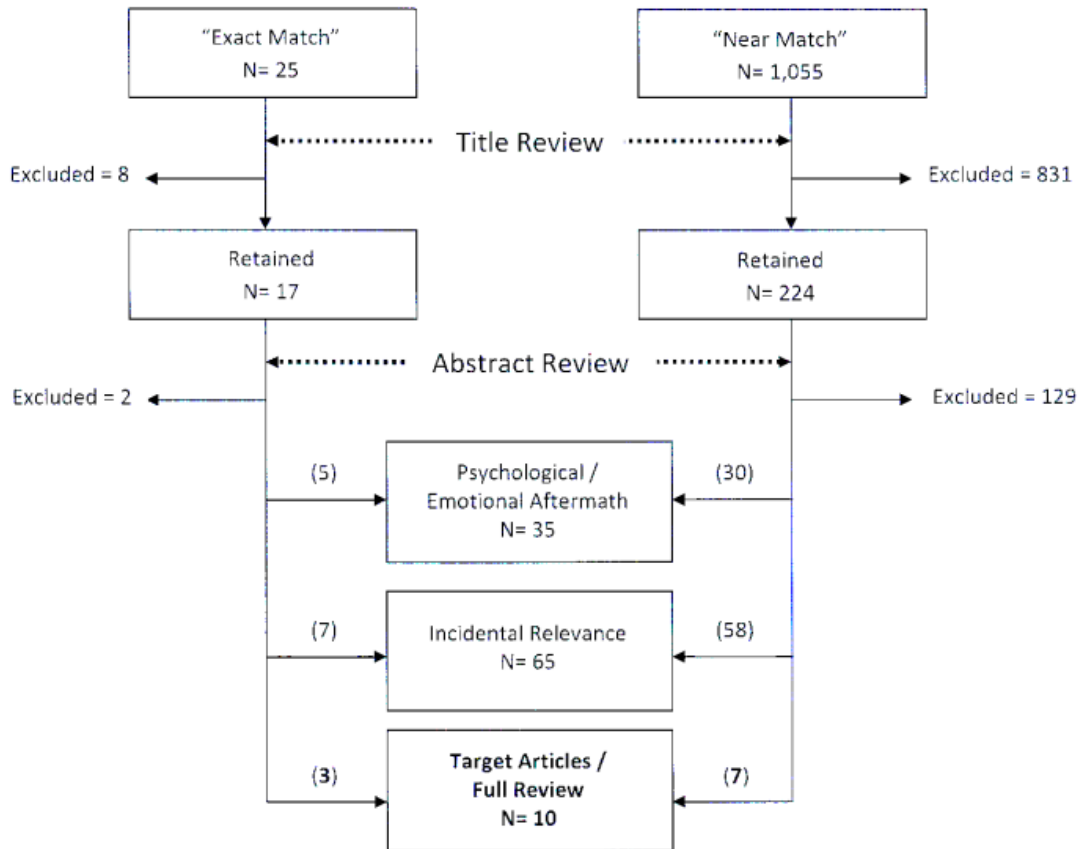 "Exact Match"
N= 25
"Near Match"
N= 1,055
Title Review
Excluded = 8
Excluded = 831
Retained
N= 17
Retained
N= 224
Abstract Review
Excluded = 2
Excluded = 129
(5)
Psychological /
Emotional Aftermath
N= 35
(30)
(7)
Incidental Relevance
N= 65
(58)
(3)
Target Articles /
Full Review
N= 10
(7)